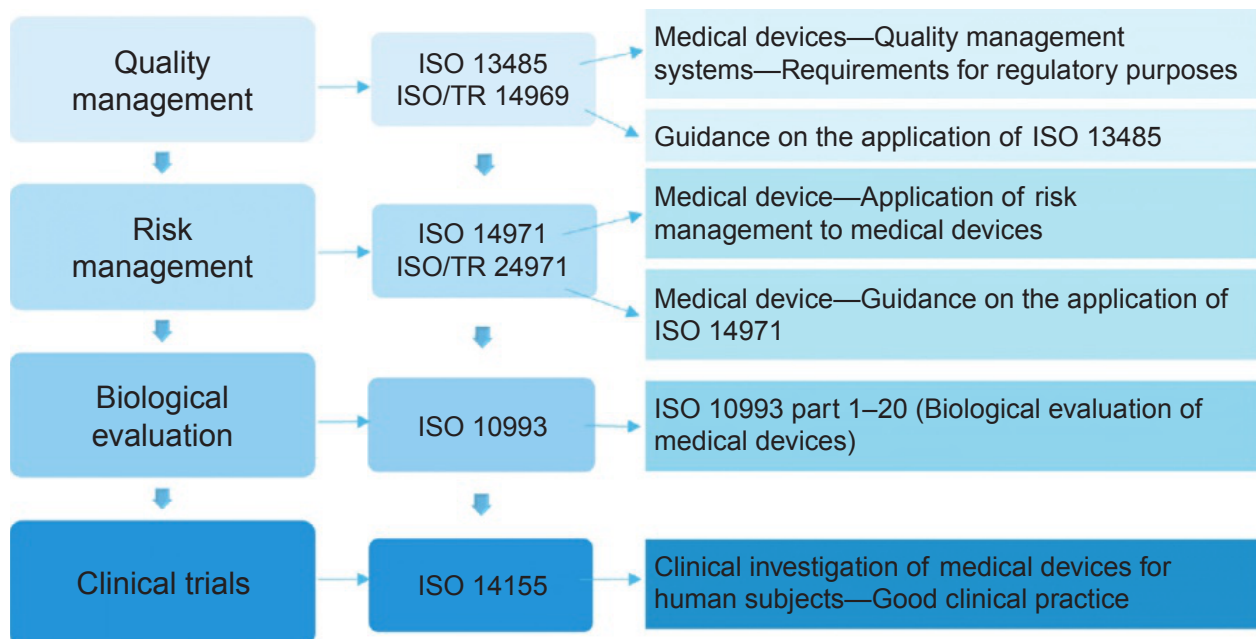 Quality
management
ISO 13485
ISO/TR 14969
Medical devices—Quality management
systems—Requirements for regulatory purposes
Guidance on the application of ISO 13485
Risk
management
ISO 14971
ISO/TR 24971
Medical device—Application of risk
management to medical devices
Medical device—Guidance on the application of
ISO 14971
Biological
evaluation
ISO 10993
ISO 10993 part 1–20 (Biological evaluation of
medical devices)
Clinical trials
ISO 14155
Clinical investigation of medical devices for
human subjects—Good clinical practice